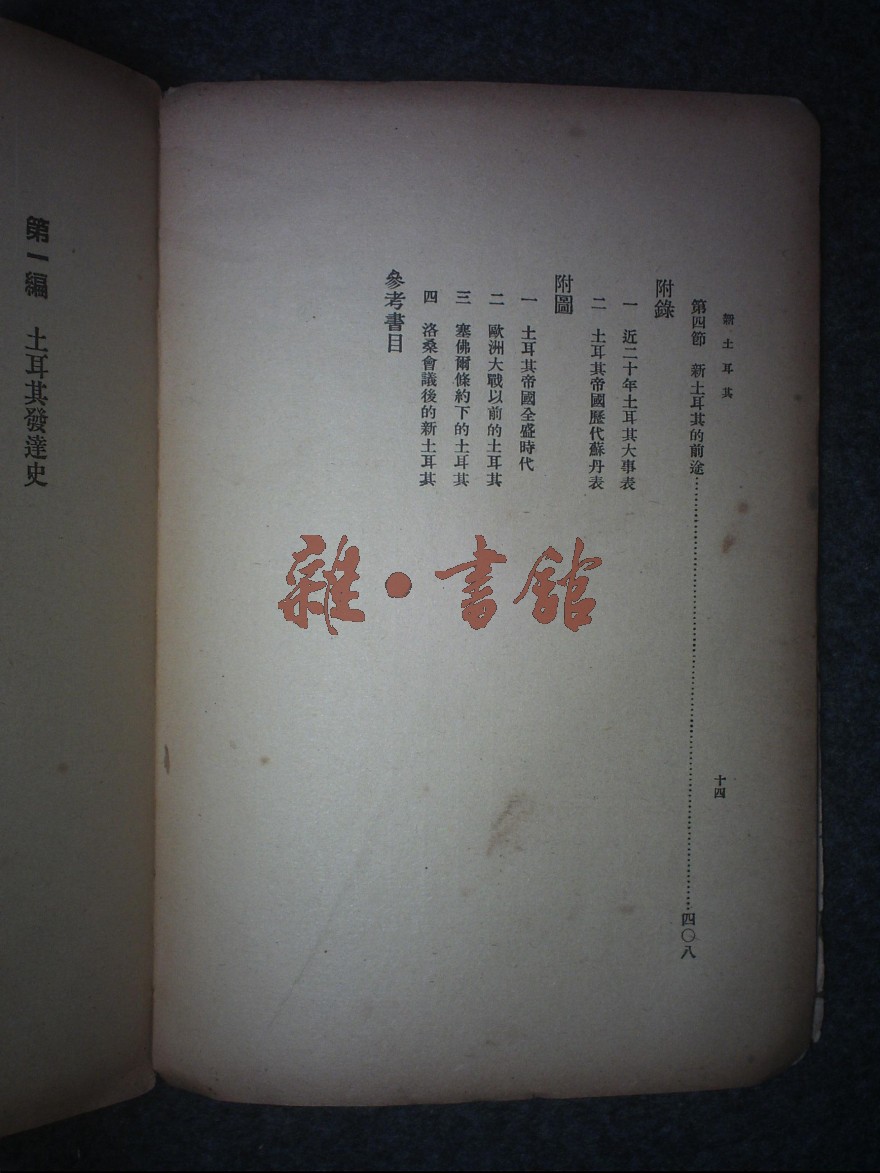 新土耳其
十四
第四節 新土耳其的前途……四〇八
附錄
一 近二十年土耳其大事表
二 土耳其帝國歷代蘇丹表
附圖
一 土耳其帝國全盛時代
二 歐洲大戰以前的土耳其
三 塞佛爾條約下的土耳其
四 洛桑會議後的新土耳其
參考書目
第一編 土耳其發達史
雜·書館